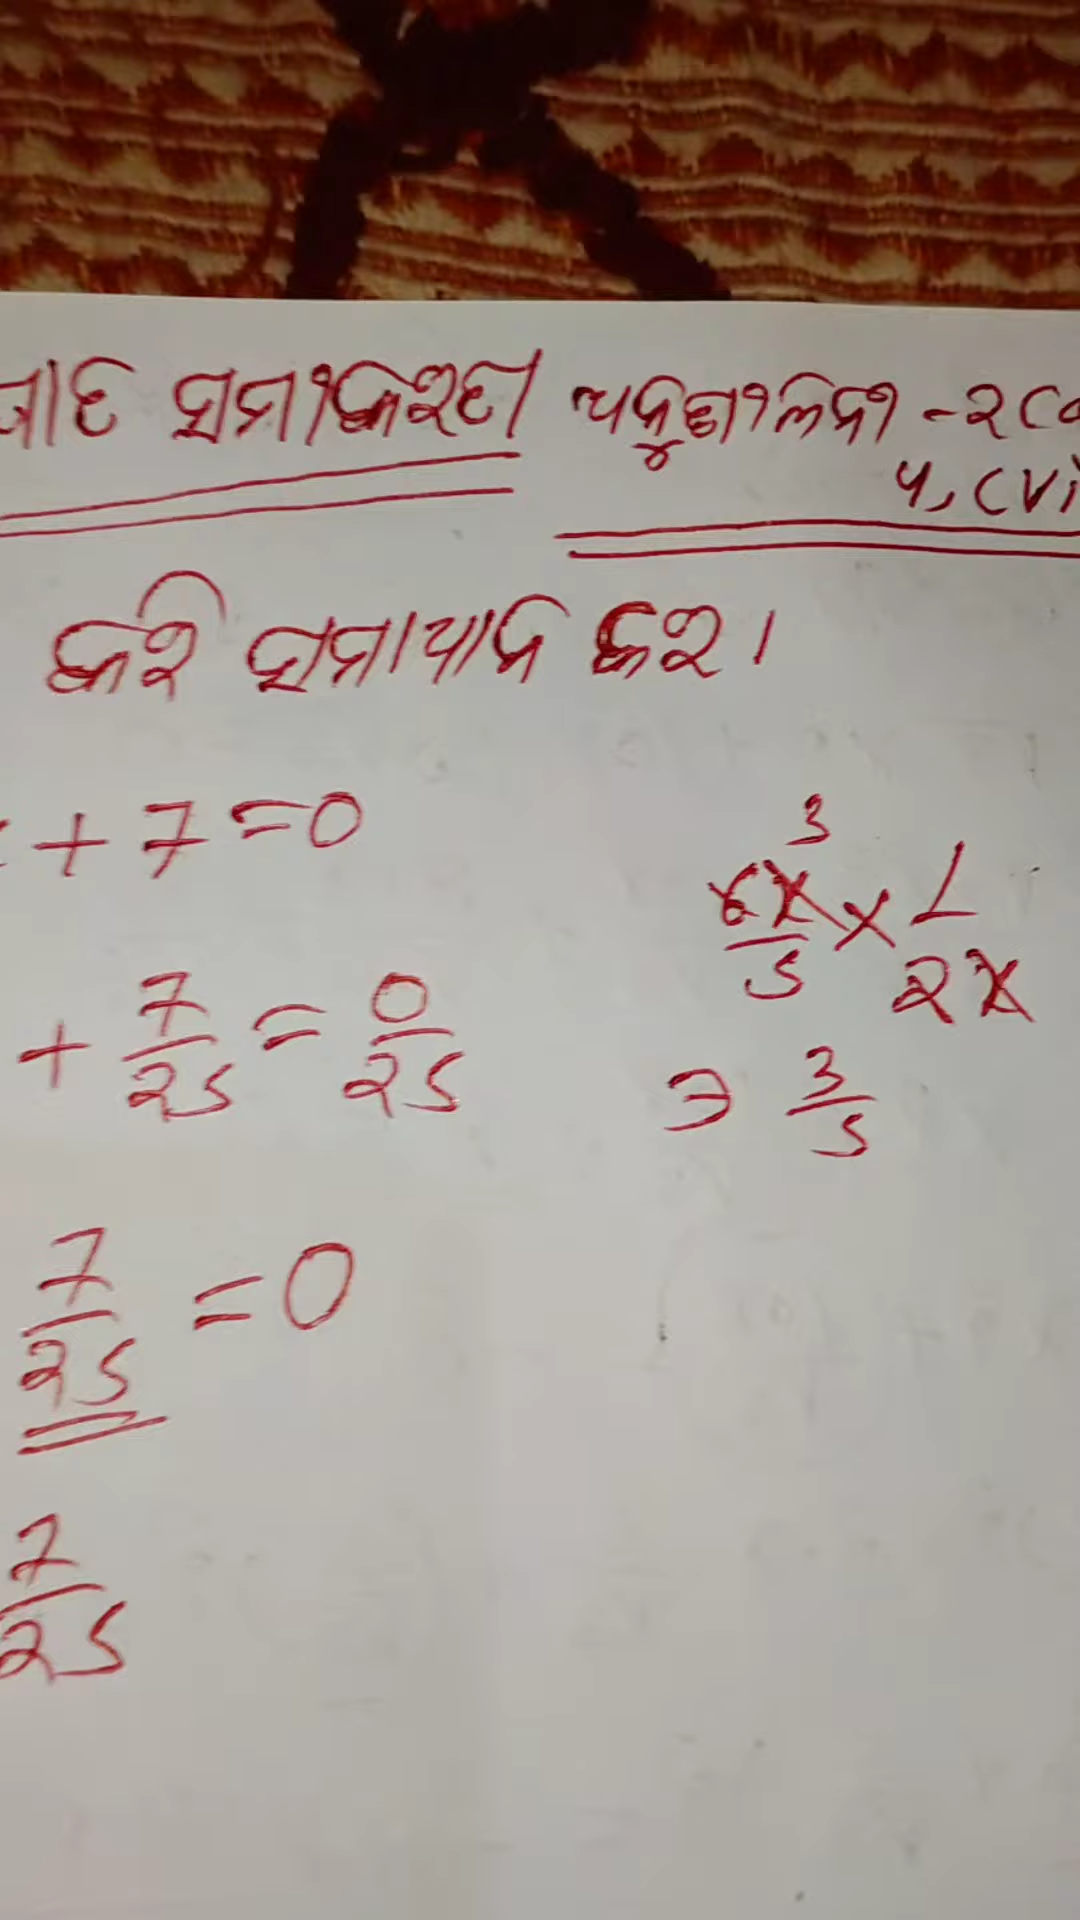 ଘାତ ସମୀକରଣ ଅନୁଶୀଳନୀ - ୨(a
4, (vi
କରି ସମାଧାନ କର ।
+ 7 = 0
+ 7/25 = 0/25
7/25 = 0
7/25
3
6x/5 × 1/2x
⇒ 3/5